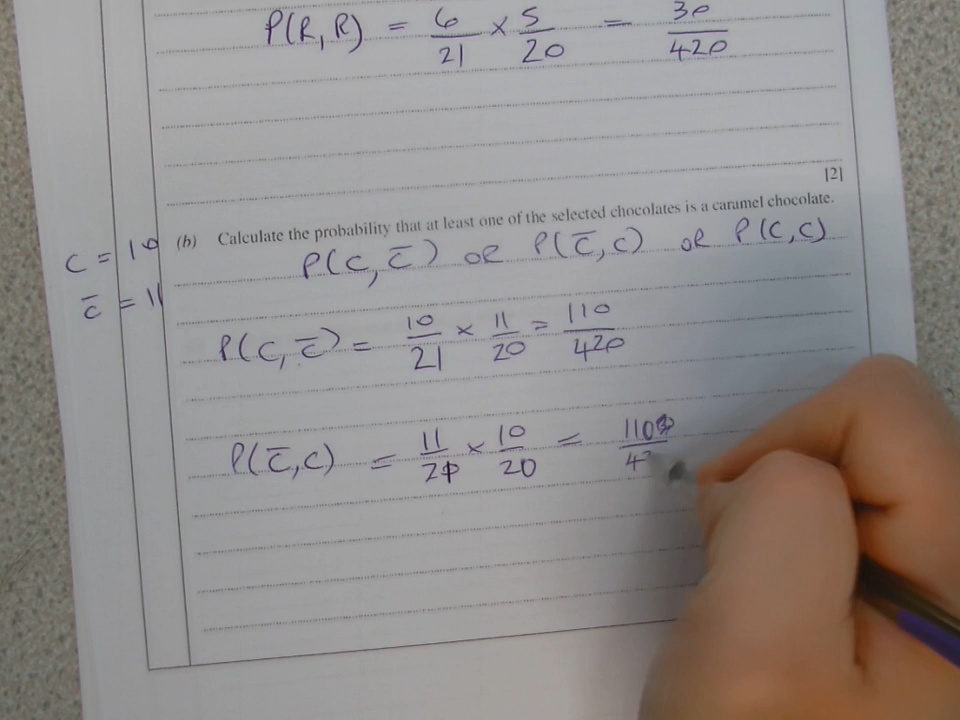 P(R, R) = 6/21 × 5/20 = 30/420
[2]
(b) Calculate the probability that at least one of the selected chocolates is a caramel chocolate.
C = 10
P(C, C̅) OR P(C̅, C) OR P(C, C)
C̅ = 11
P(C, C̅) = 10/21 × 11/20 = 110/420
P(C̅, C) = 11/21 × 10/20 = 110